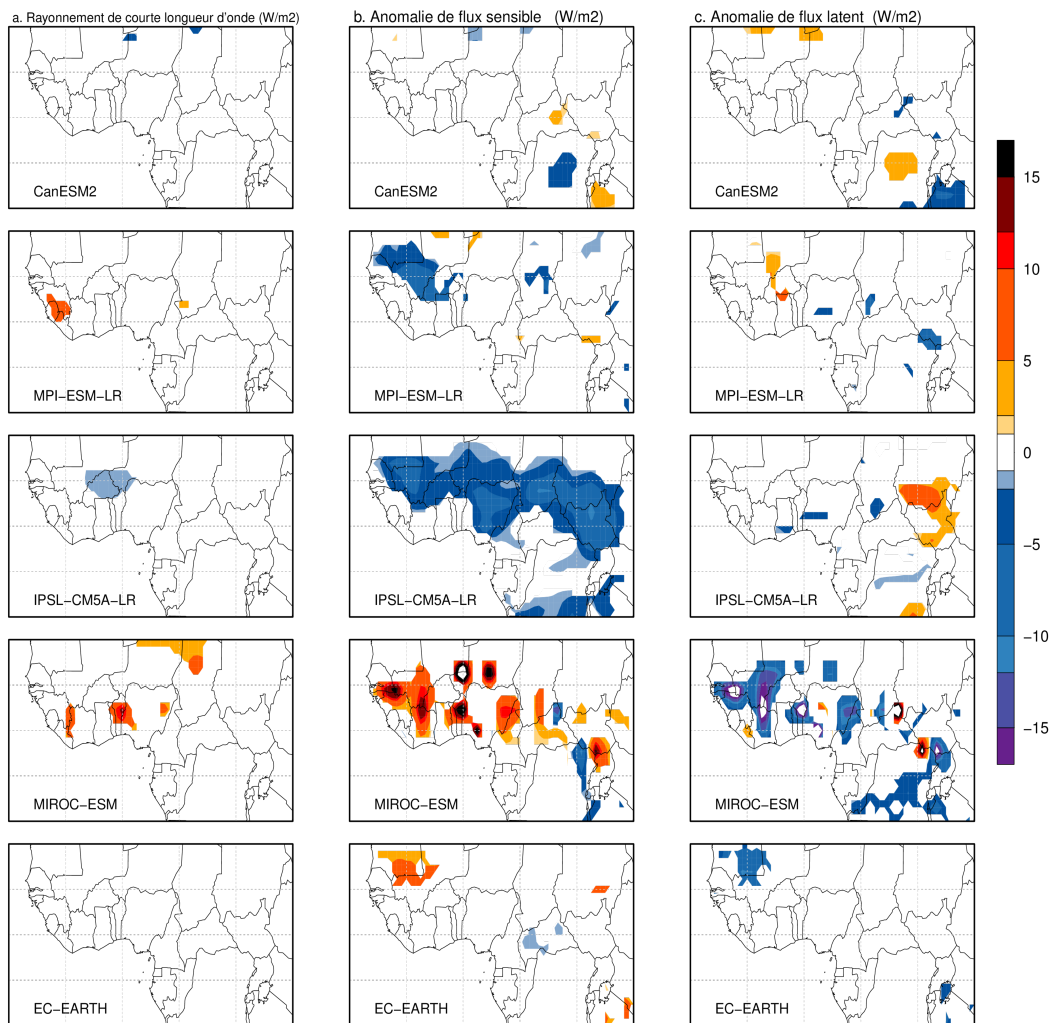 a. Rayonnement de courte longueur d'onde (W/m2)
b. Anomalie de flux sensible (W/m2)
c. Anomalie de flux latent (W/m2)
CanESM2
CanESM2
CanESM2
MPI−ESM−LR
MPI−ESM−LR
MPI−ESM−LR
IPSL−CM5A−LR
IPSL−CM5A−LR
IPSL−CM5A−LR
MIROC−ESM
MIROC−ESM
MIROC−ESM
EC−EARTH
EC−EARTH
EC−EARTH
15
10
5
0
−5
−10
−15